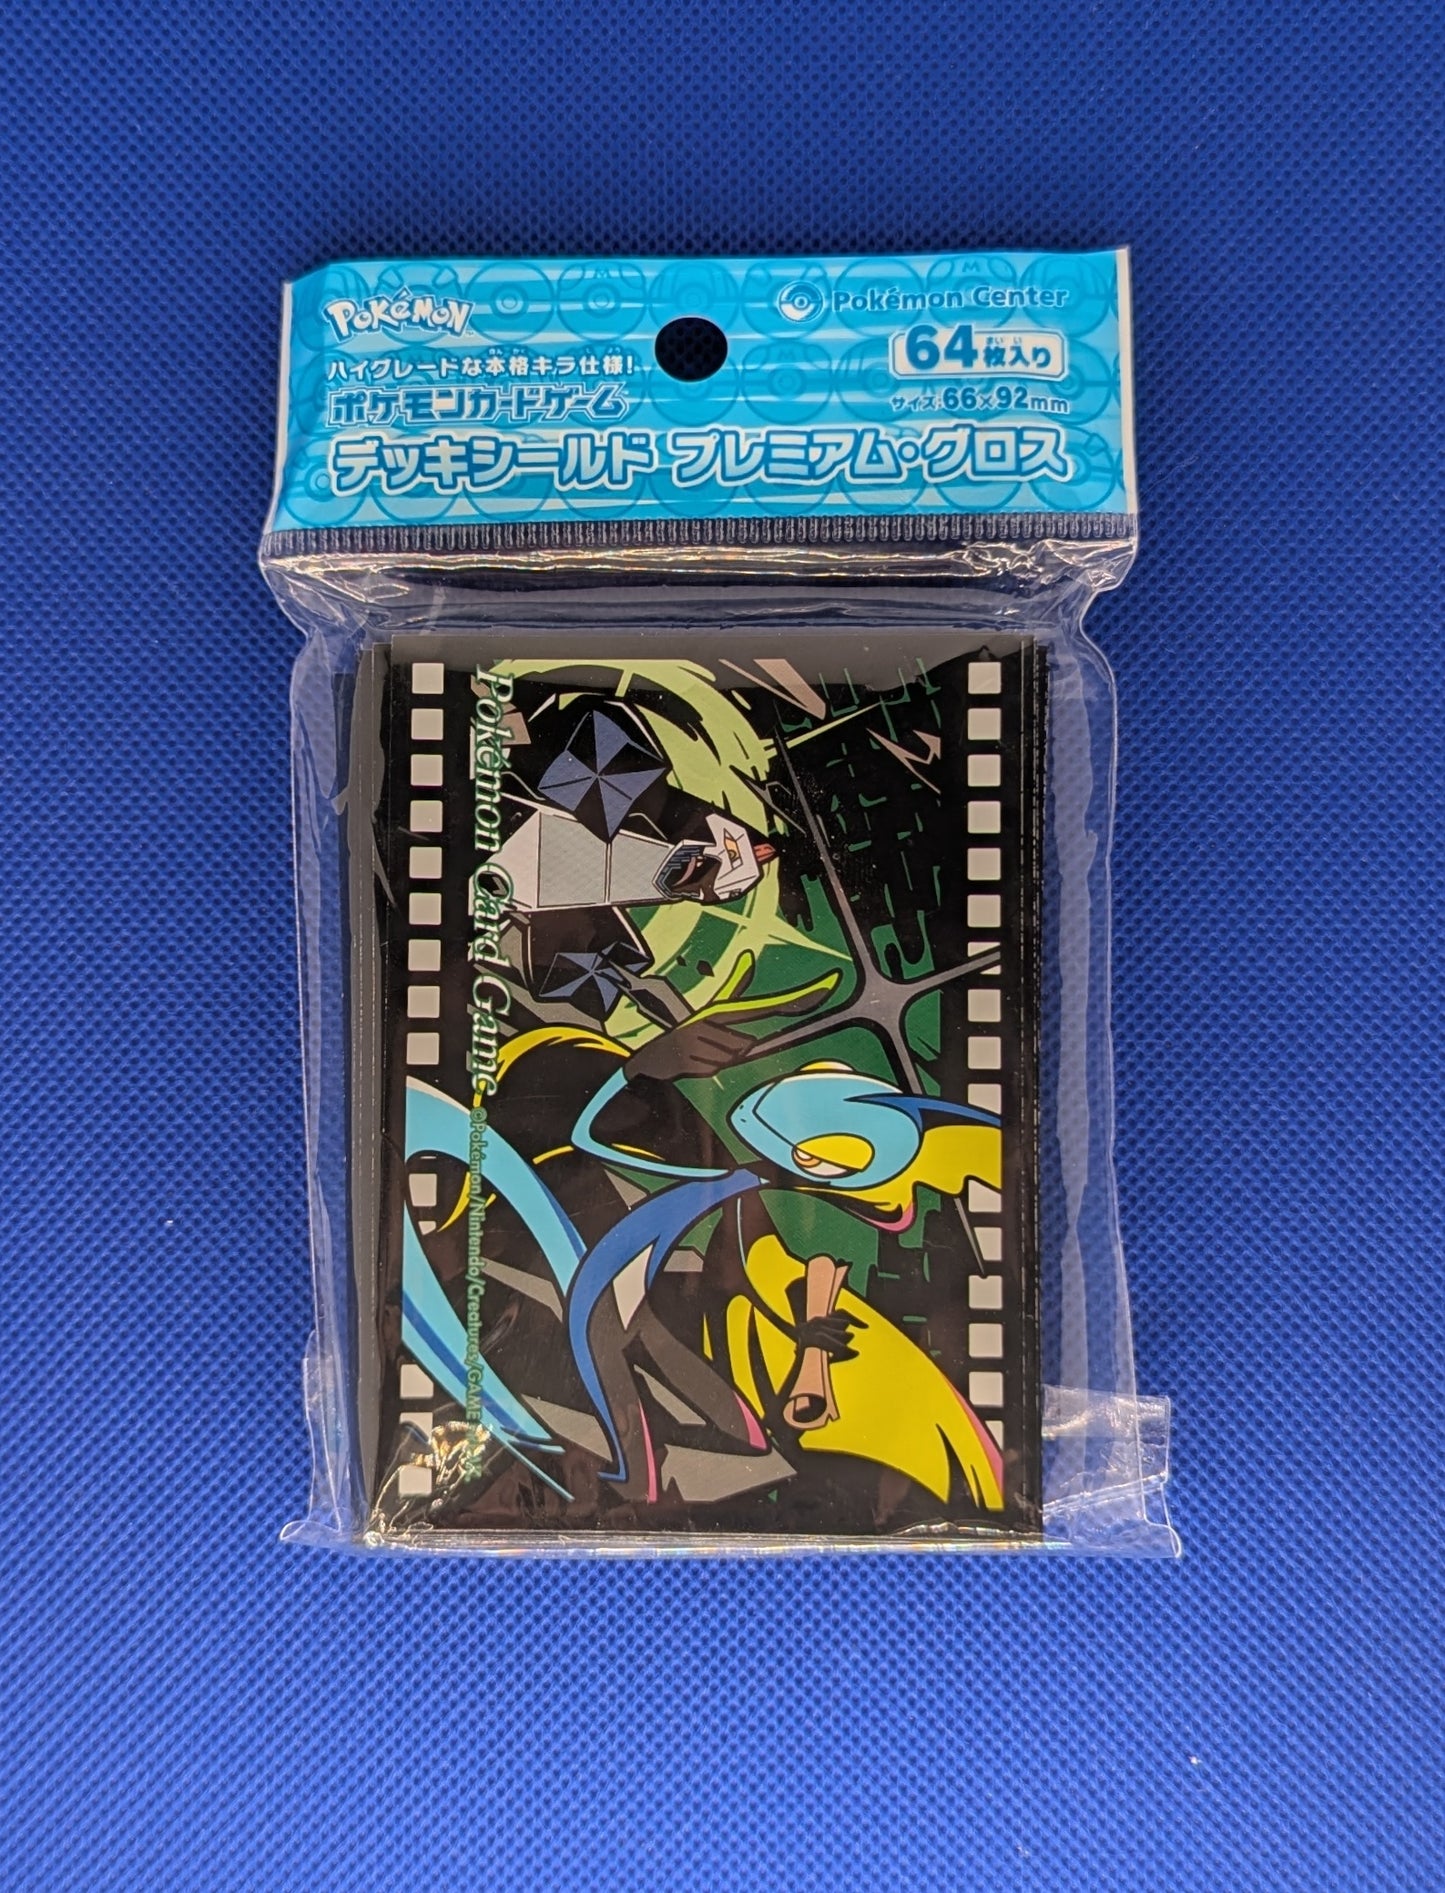 POKéMON
Pokémon Center
ハイグレードな本格キラ仕様!
64枚入り
ポケモンカードゲーム
サイズ:66×92mm
デッキシールド プレミアム・グロス
Pokémon Card Game
©Pokémon/Nintendo/Creatures/GAME